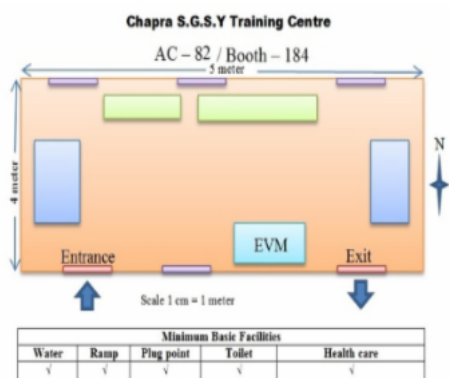 Chapra S.G.S.Y Training Centre
AC – 82 / Booth – 184
5 meter
4 meter
N
EVM
Entrance
Exit
Scale 1 cm = 1 meter
Minimum Basic Facilities
Water Ramp Plug point Toilet Health care
√ √ √ √ √